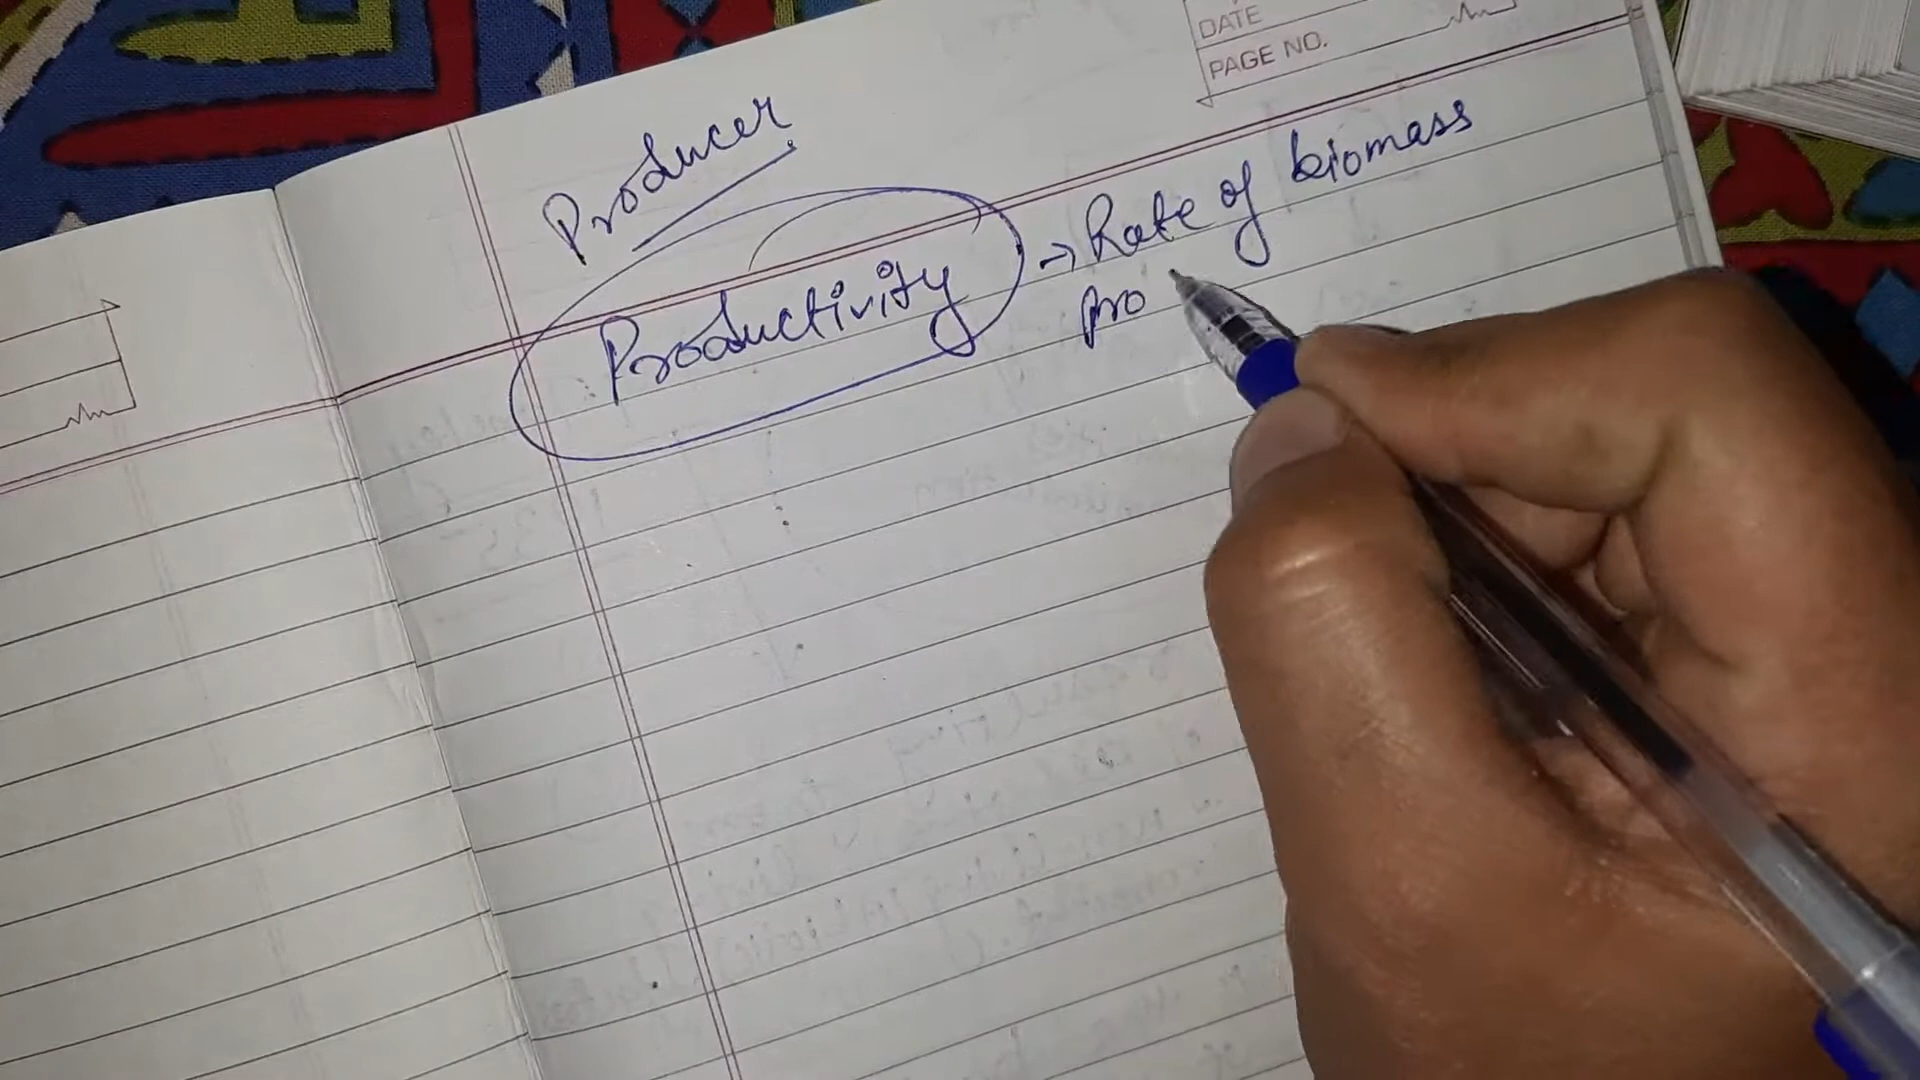 DATE
PAGE NO.
Producer
Productivity → Rate of biomass
pro